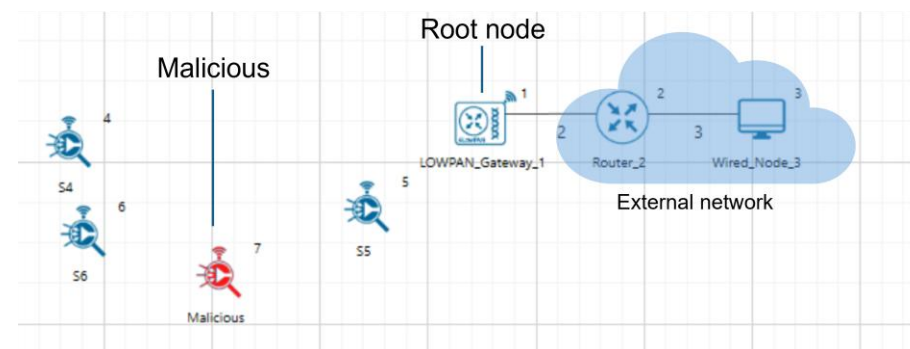 Root node
Malicious
1
2
3
4
2
3
LOWPAN_Gateway_1
Router_2
Wired_Node_3
S4
5
External network
6
S5
7
S6
Malicious